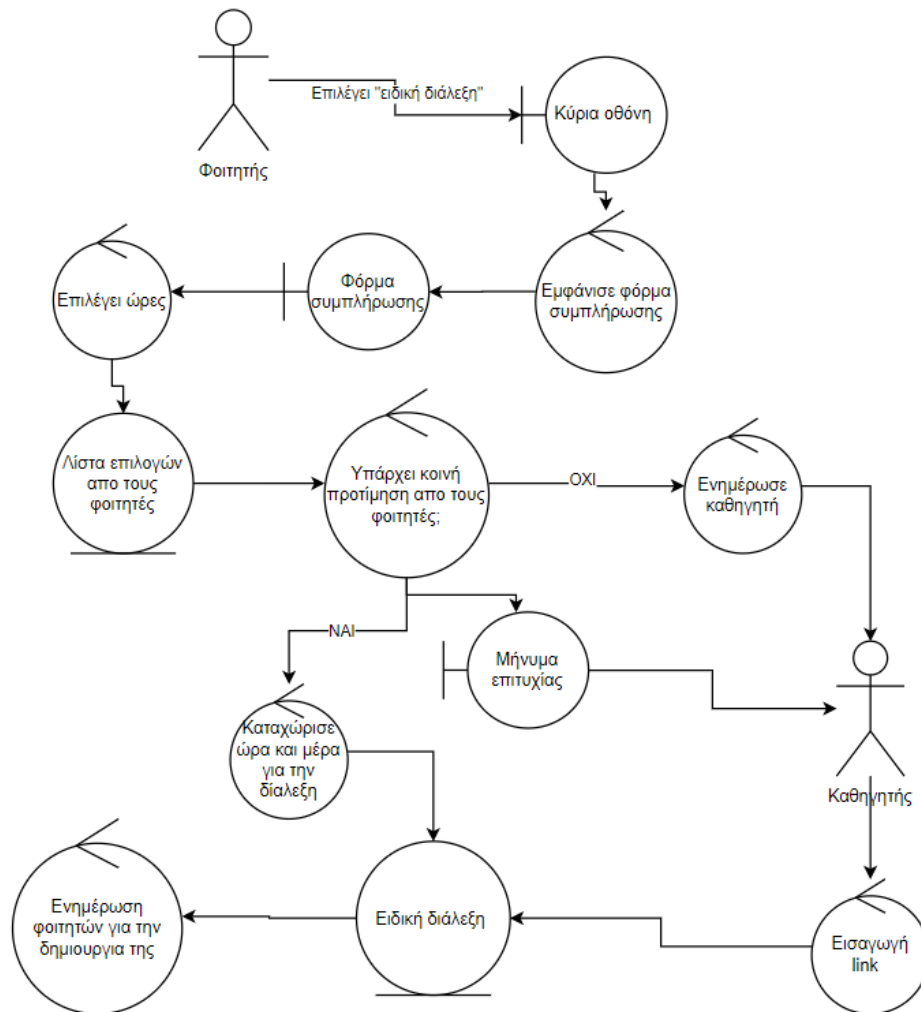 Επιλέγει "ειδική διάλεξη"
Κύρια οθόνη
Φοιτητής
Επιλέγει ώρες
Φόρμα
συμπλήρωσης
Εμφάνισε φόρμα
συμπλήρωσης
Λίστα επιλογών
απο τους
φοιτητές
Υπάρχει κοινή
προτίμηση απο τους
φοιτητές;
ΟΧΙ
Ενημέρωσε
καθηγητή
ΝΑΙ
Μήνυμα
επιτυχίας
Καταχώρισε
ώρα και μέρα
για την
δίαλεξη
Καθηγητής
Ενημέρωση
φοιτητών για την
δημιουργια της
Ειδική διάλεξη
Εισαγωγή
link